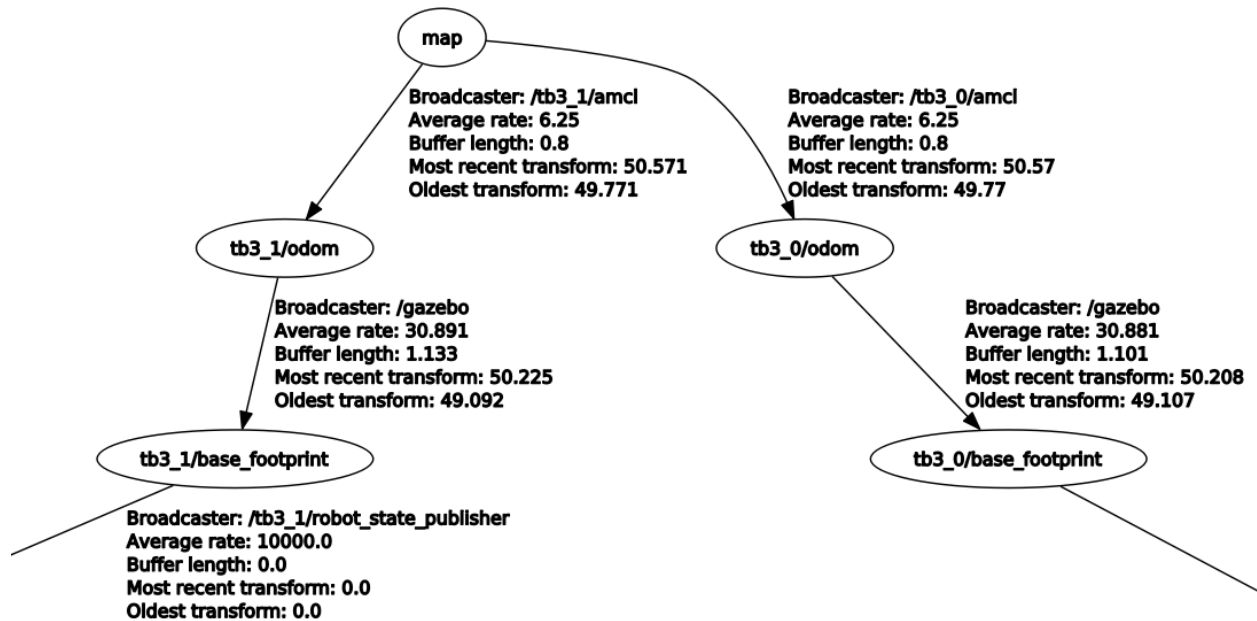 map
Broadcaster: /tb3_1/amcl
Average rate: 6.25
Buffer length: 0.8
Most recent transform: 50.571
Oldest transform: 49.771
Broadcaster: /tb3_0/amcl
Average rate: 6.25
Buffer length: 0.8
Most recent transform: 50.57
Oldest transform: 49.77
tb3_1/odom
tb3_0/odom
Broadcaster: /gazebo
Average rate: 30.891
Buffer length: 1.133
Most recent transform: 50.225
Oldest transform: 49.092
Broadcaster: /gazebo
Average rate: 30.881
Buffer length: 1.101
Most recent transform: 50.208
Oldest transform: 49.107
tb3_1/base_footprint
tb3_0/base_footprint
Broadcaster: /tb3_1/robot_state_publisher
Average rate: 10000.0
Buffer length: 0.0
Most recent transform: 0.0
Oldest transform: 0.0